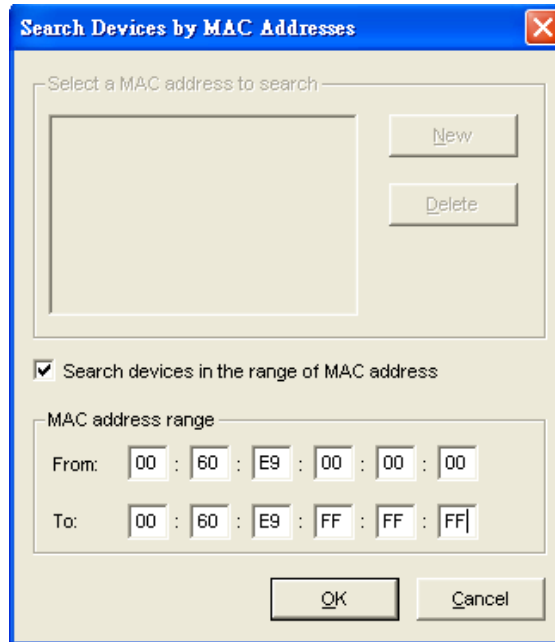 Search Devices by MAC Addresses
Select a MAC address to search
New
Delete
Search devices in the range of MAC address
MAC address range
From: 00 : 60 : E9 : 00 : 00 : 00
To: 00 : 60 : E9 : FF : FF : FF
OK Cancel